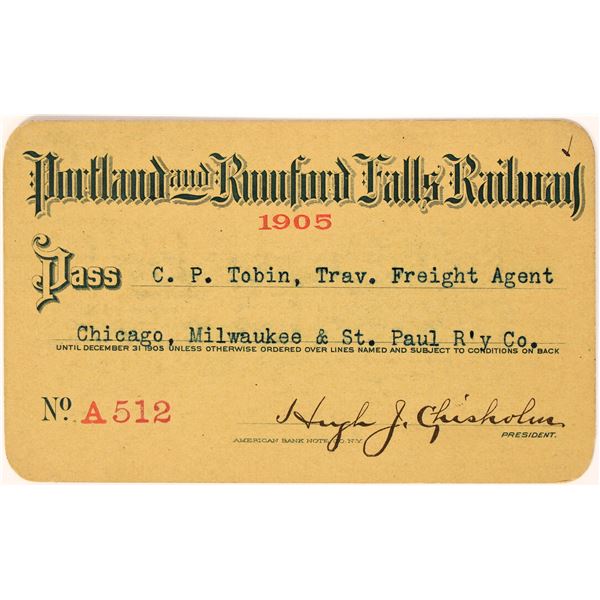 Portland and Rumford Falls Railway
1905
Pass C. P. Tobin, Trav. Freight Agent
Chicago, Milwaukee & St. Paul R'y Co.
UNTIL DECEMBER 31 1905 UNLESS OTHERWISE ORDERED OVER LINES NAMED AND SUBJECT TO CONDITIONS ON BACK
No. A 512
Hugh J. Chisholm
PRESIDENT.
AMERICAN BANK NOTE CO. N.Y.